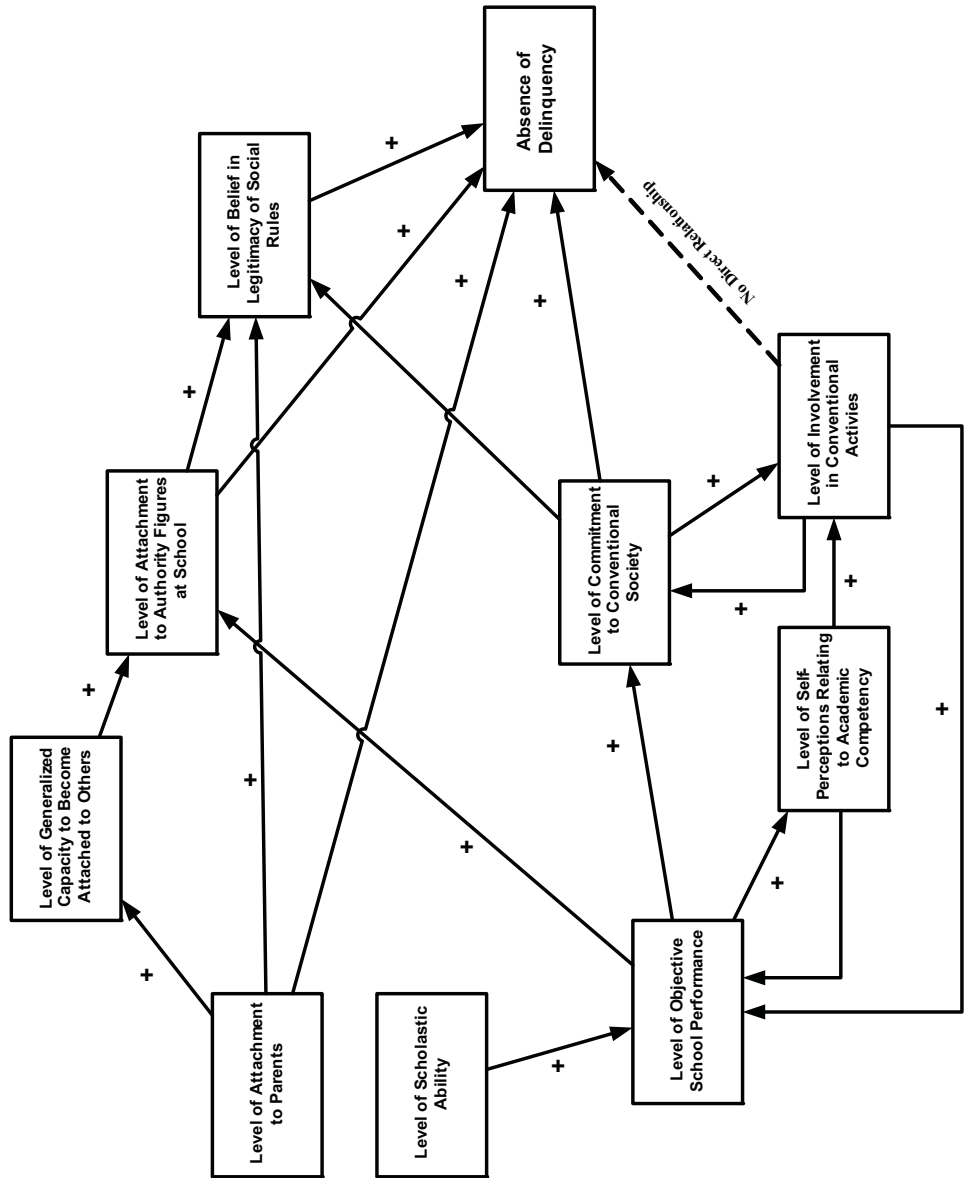 Level of Generalized
Capacity to Become
Attached to Others
+
+
Level of Attachment
to Authority Figures
at School
+
Level of Belief in
Legitimacy of Social
Rules
Level of Attachment
to Parents
+
+
+
+
Level of Scholastic
Ability
+
Absence of
Delinquency
+
+
Level of Commitment
to Conventional
Society
+
Level of Objective
School Performance
+
+
No Direct Relationship
+
Level of Self-
Perceptions Relating
to Academic
Competency
+
Level of Involvement
in Conventional
Activies
+